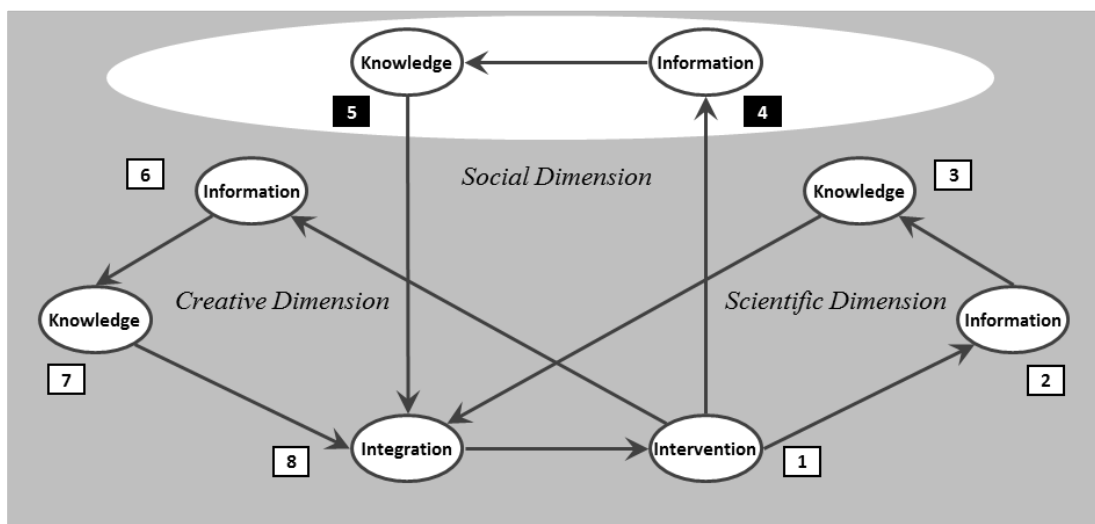 Knowledge
Information
5
4
6
Information
Social Dimension
Knowledge
3
Creative Dimension
Scientific Dimension
Knowledge
Information
7
2
8
Integration
Intervention
1